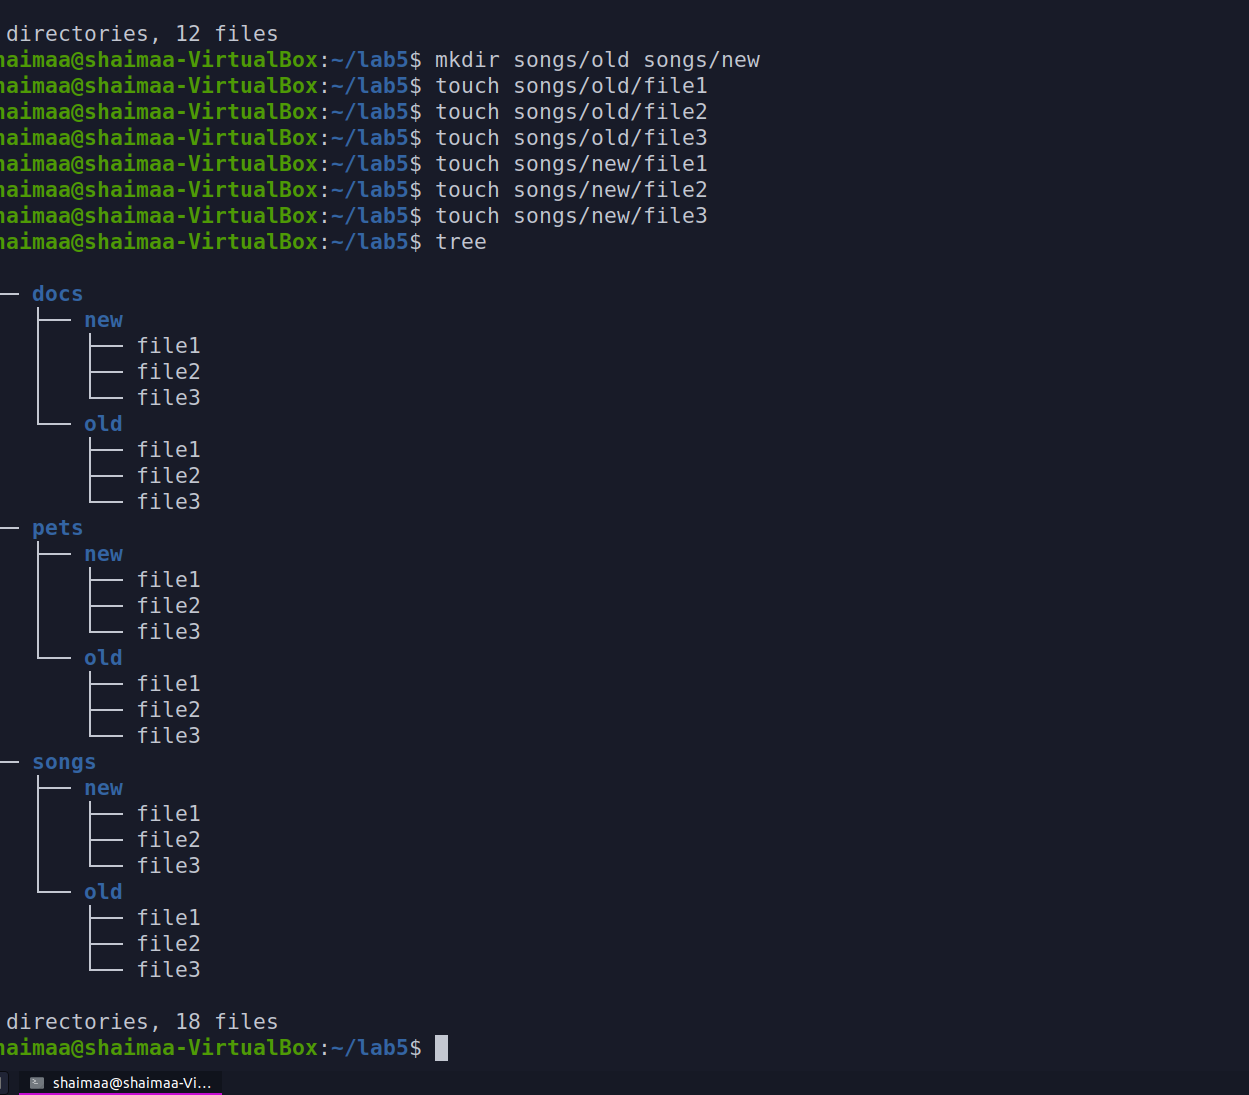 directories, 12 files
haimaa@shaimaa-VirtualBox:~/lab5$ mkdir songs/old songs/new
haimaa@shaimaa-VirtualBox:~/lab5$ touch songs/old/file1
haimaa@shaimaa-VirtualBox:~/lab5$ touch songs/old/file2
haimaa@shaimaa-VirtualBox:~/lab5$ touch songs/old/file3
haimaa@shaimaa-VirtualBox:~/lab5$ touch songs/new/file1
haimaa@shaimaa-VirtualBox:~/lab5$ touch songs/new/file2
haimaa@shaimaa-VirtualBox:~/lab5$ touch songs/new/file3
haimaa@shaimaa-VirtualBox:~/lab5$ tree
── docs
   ├── new
   │   ├── file1
   │   ├── file2
   │   └── file3
   └── old
       ├── file1
       ├── file2
       └── file3
── pets
   ├── new
   │   ├── file1
   │   ├── file2
   │   └── file3
   └── old
       ├── file1
       ├── file2
       └── file3
── songs
   ├── new
   │   ├── file1
   │   ├── file2
   │   └── file3
   └── old
       ├── file1
       ├── file2
       └── file3
directories, 18 files
haimaa@shaimaa-VirtualBox:~/lab5$
shaimaa@shaimaa-Vi...